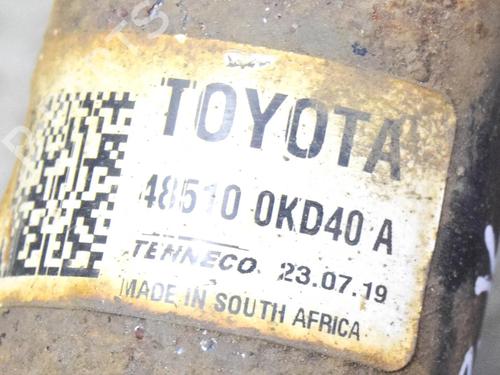 TOYOTA
48510 0KD40 A
TENNECO 23.07.19
MADE IN SOUTH AFRICA